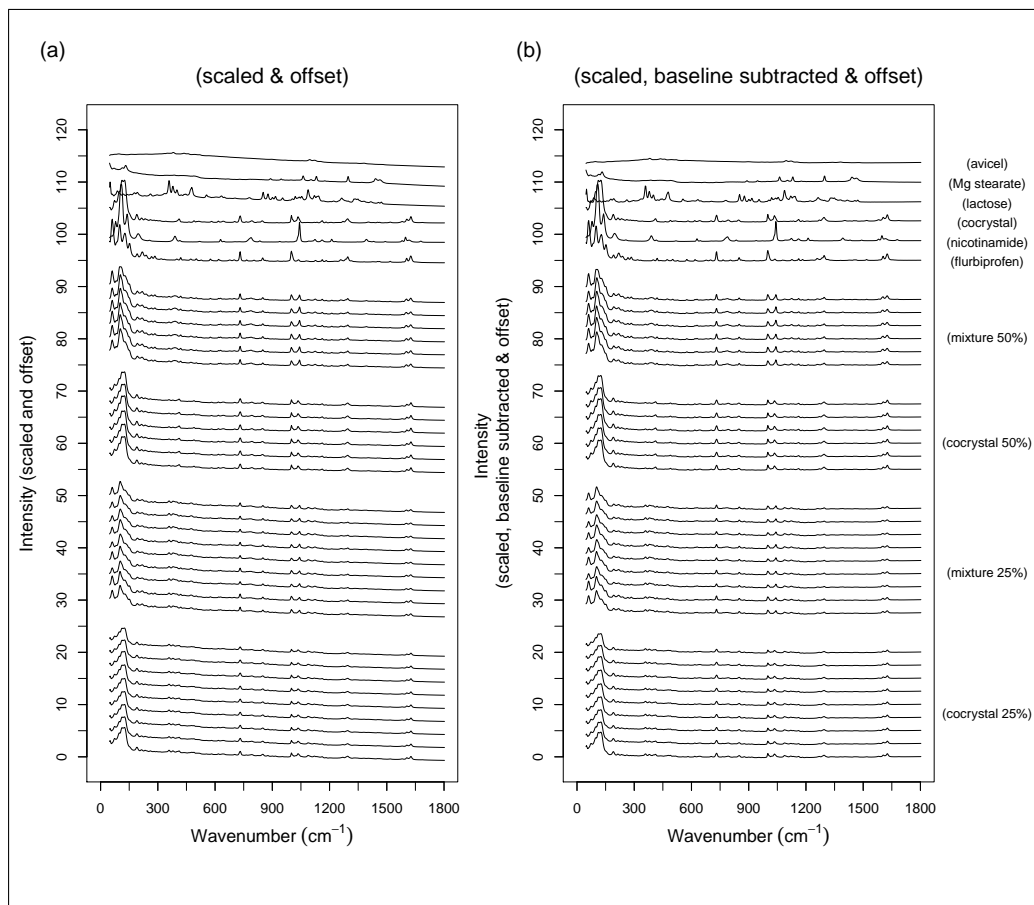 (a)
(scaled & offset)
Intensity (scaled and offset)
0 10 20 30 40 50 60 70 80 90 100 110 120
0 300 600 900 1200 1500 1800
Wavenumber (cm−1)
(b)
(scaled, baseline subtracted & offset)
Intensity
(scaled, baseline subtracted & offset)
0 10 20 30 40 50 60 70 80 90 100 110 120
0 300 600 900 1200 1500 1800
Wavenumber (cm−1)
(avicel)
(Mg stearate)
(lactose)
(cocrystal)
(nicotinamide)
(flurbiprofen)
(mixture 50%)
(cocrystal 50%)
(mixture 25%)
(cocrystal 25%)